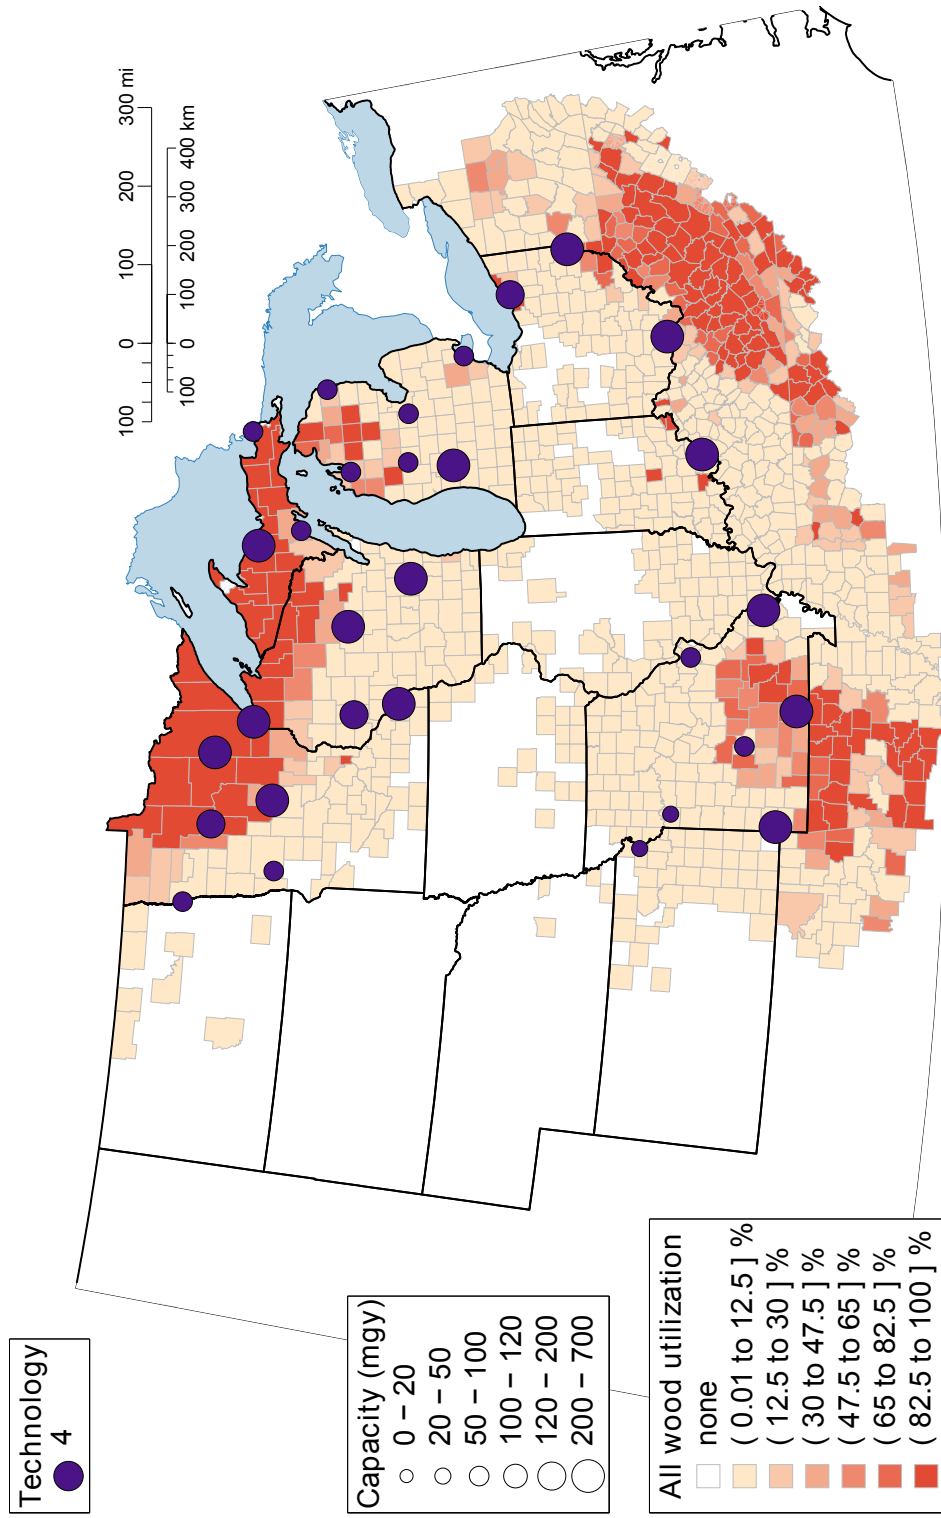 Technology
4
Capacity (mgy)
0 – 20
20 – 50
50 – 100
100 – 120
120 – 200
200 – 700
All wood utilization
none
( 0.01 to 12.5 ] %
( 12.5 to 30 ] %
( 30 to 47.5 ] %
( 47.5 to 65 ] %
( 65 to 82.5 ] %
( 82.5 to 100 ] %
100 0 100 200 300 mi
100 0 100 200 300 400 km